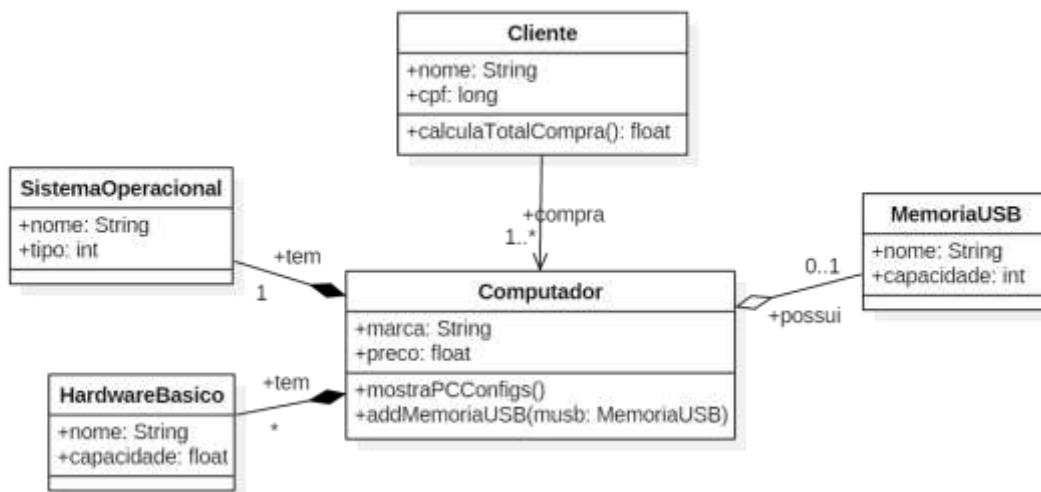 Cliente
+nome: String
+cpf: long
+calculaTotalCompra(): float
SistemaOperacional
+nome: String
+tipo: int
+compra
1..*
MemoriaUSB
+nome: String
+capacidade: int
+tem
1
0..1
+possui
Computador
+marca: String
+preco: float
+mostraPCConfigs()
+addMemoriaUSB(musb: MemoriaUSB)
HardwareBasico
+nome: String
+capacidade: float
+tem
*